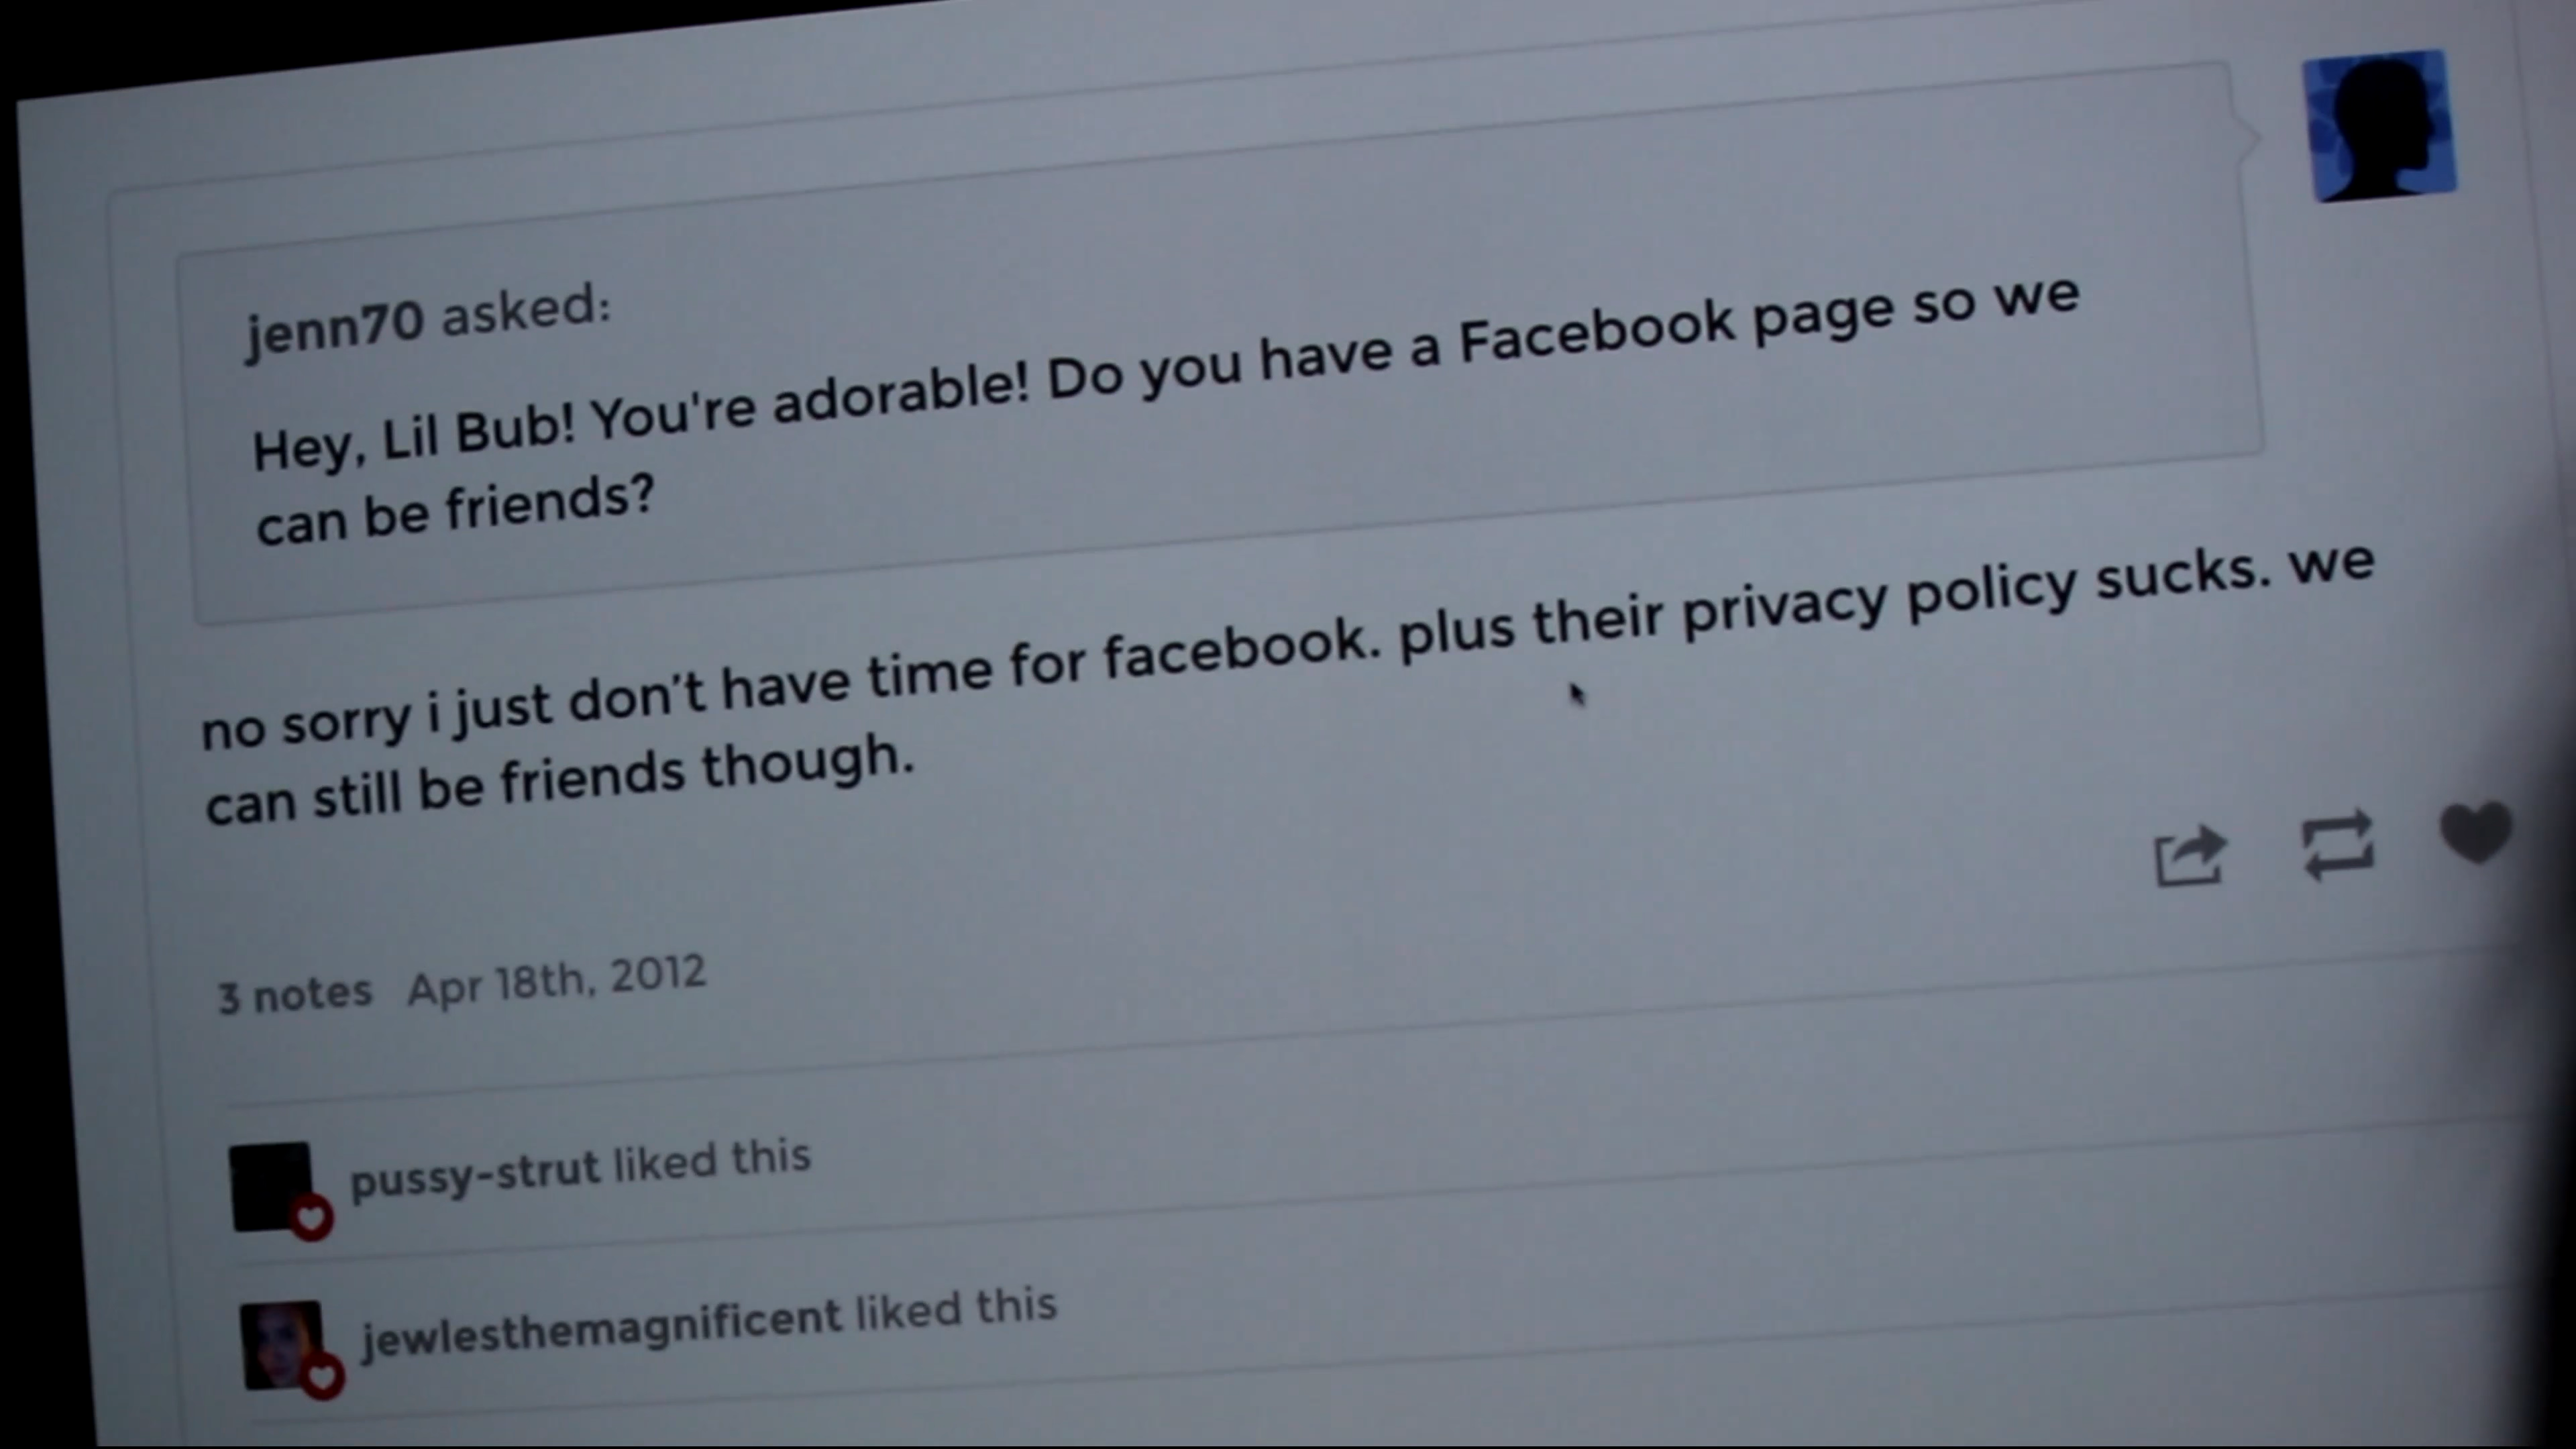 jenn70 asked:
Hey, Lil Bub! You're adorable! Do you have a Facebook page so we
can be friends?
no sorry i just don't have time for facebook. plus their privacy policy sucks. we
can still be friends though.
3 notes Apr 18th, 2012
pussy-strut liked this
jewlesthemagnificent liked this